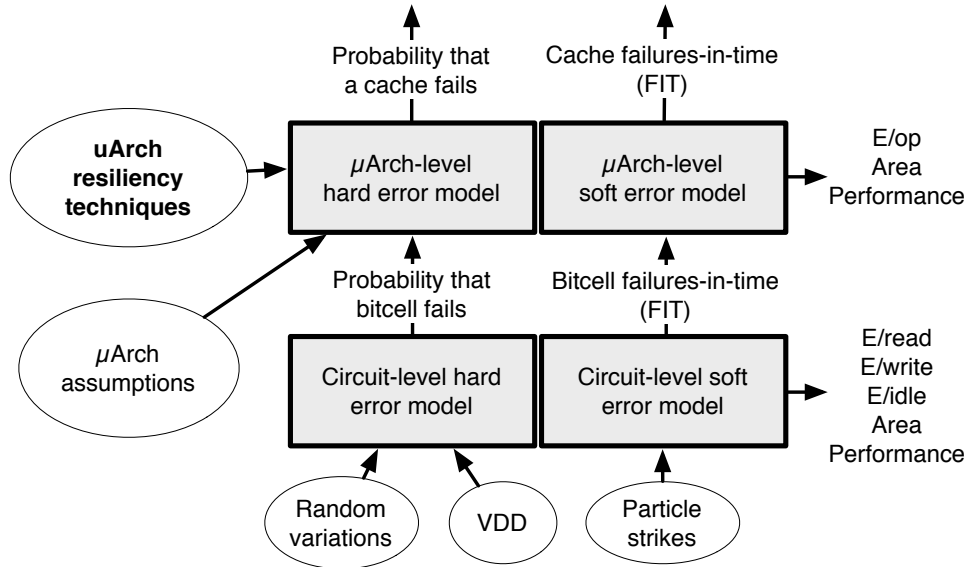 Probability that
a cache fails
Cache failures-in-time
(FIT)
uArch
resiliency
techniques
µArch-level
hard error model
µArch-level
soft error model
E/op
Area
Performance
Probability that
bitcell fails
Bitcell failures-in-time
(FIT)
µArch
assumptions
Circuit-level hard
error model
Circuit-level soft
error model
E/read
E/write
E/idle
Area
Performance
Random
variations
VDD
Particle
strikes